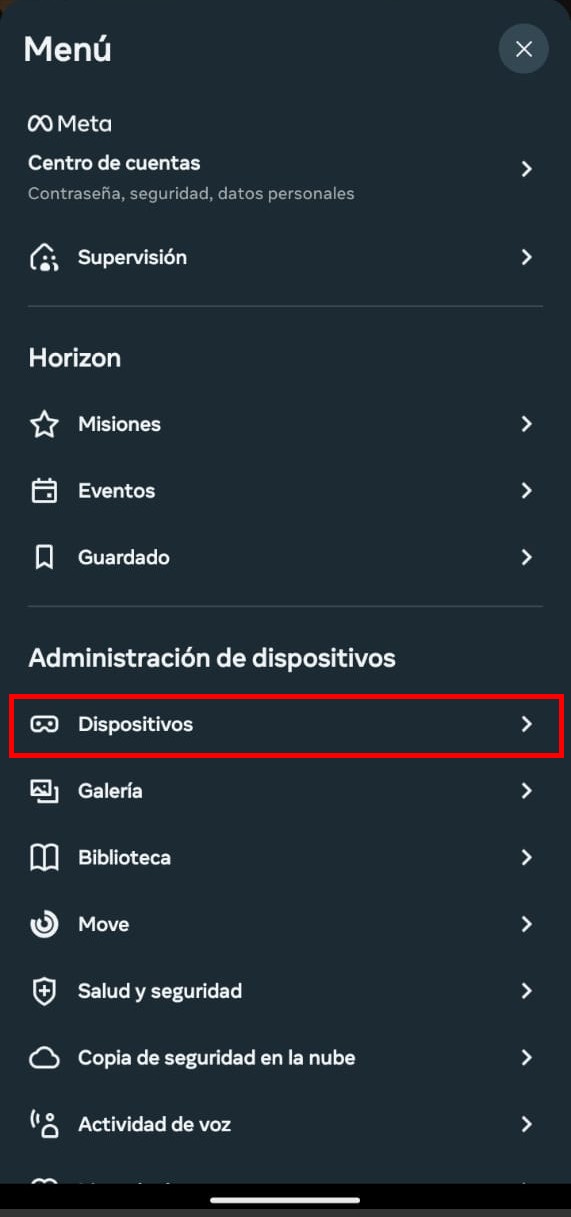 Menú
Meta
Centro de cuentas
Contraseña, seguridad, datos personales
Supervisión
Horizon
Misiones
Eventos
Guardado
Administración de dispositivos
Dispositivos
Galería
Biblioteca
Move
Salud y seguridad
Copia de seguridad en la nube
Actividad de voz